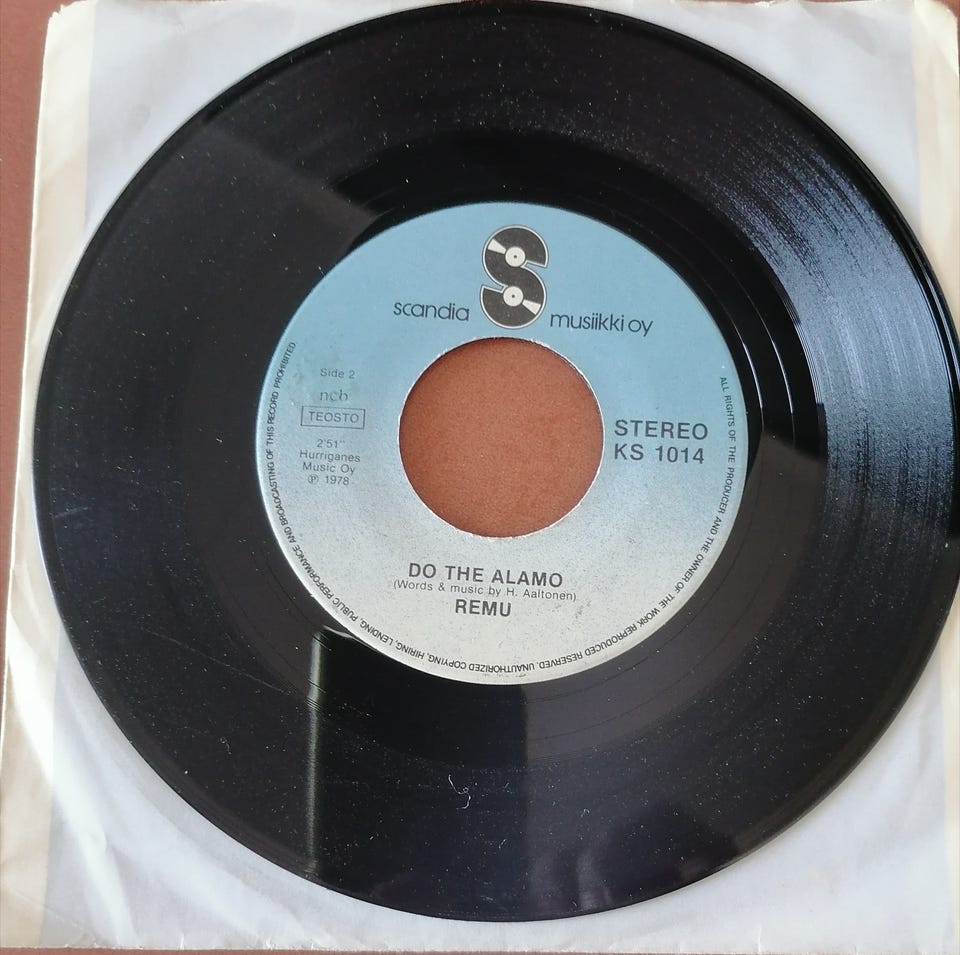 scandia musiikki oy
Side 2
ncb
TEOSTO
2'51"
Hurriganes
Music Oy
℗ 1978
STEREO
KS 1014
DO THE ALAMO
(Words & music by H. Aaltonen)
REMU
ALL RIGHTS OF THE PRODUCER AND THE OWNER OF THE WORK REPRODUCED RESERVED. UNAUTHORIZED COPYING, HIRING, LENDING, PUBLIC PERFORMANCE AND BROADCASTING OF THIS RECORD PROHIBITED